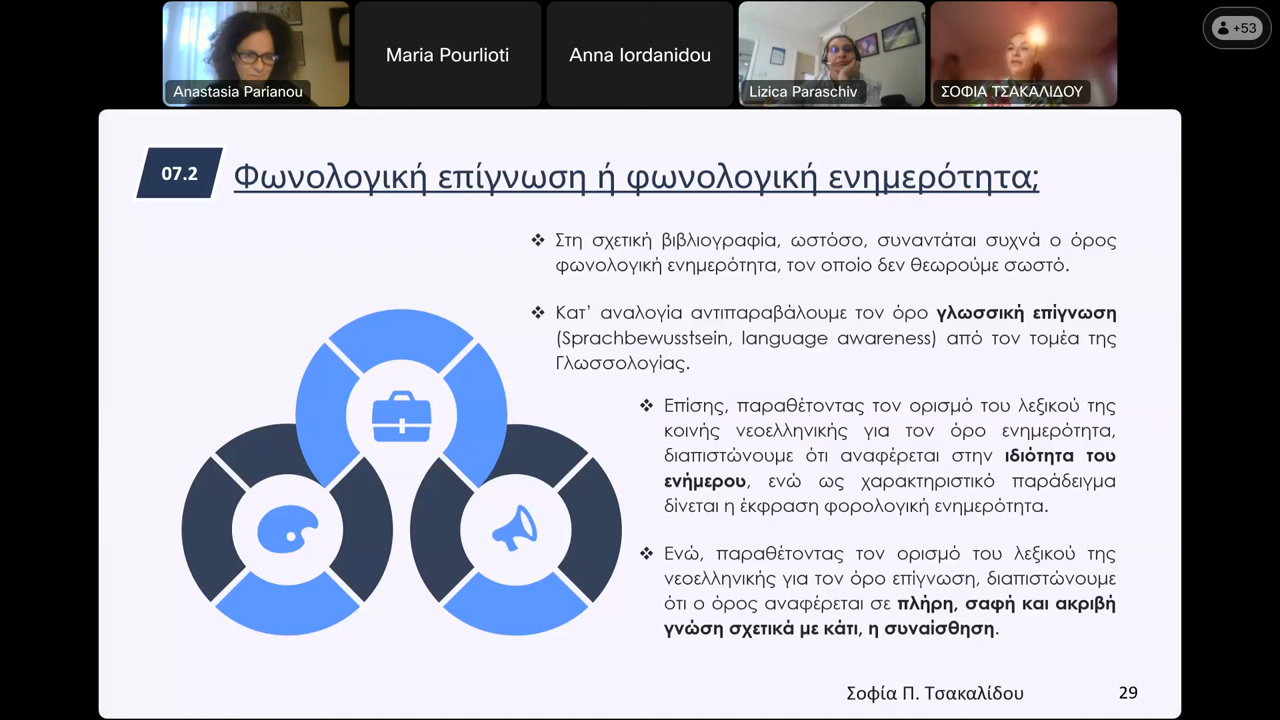 Anastasia Parianou
Maria Pourlioti
Anna Iordanidou
Lizica Paraschiv
ΣΟΦΙΑ ΤΣΑΚΑΛΙΔΟΥ
+53
07.2
Φωνολογική επίγνωση ή φωνολογική ενημερότητα;
❖ Στη σχετική βιβλιογραφία, ωστόσο, συναντάται συχνά ο όρος
φωνολογική ενημερότητα, τον οποίο δεν θεωρούμε σωστό.
❖ Κατ' αναλογία αντιπαραβάλουμε τον όρο γλωσσική επίγνωση
(Sprachbewusstsein, language awareness) από τον τομέα της
Γλωσσολογίας.
❖ Επίσης, παραθέτοντας τον ορισμό του λεξικού της
κοινής νεοελληνικής για τον όρο ενημερότητα,
διαπιστώνουμε ότι αναφέρεται στην ιδιότητα του
ενήμερου, ενώ ως χαρακτηριστικό παράδειγμα
δίνεται η έκφραση φορολογική ενημερότητα.
❖ Ενώ, παραθέτοντας τον ορισμό του λεξικού της
νεοελληνικής για τον όρο επίγνωση, διαπιστώνουμε
ότι ο όρος αναφέρεται σε πλήρη, σαφή και ακριβή
γνώση σχετικά με κάτι, η συναίσθηση.
Σοφία Π. Τσακαλίδου
29